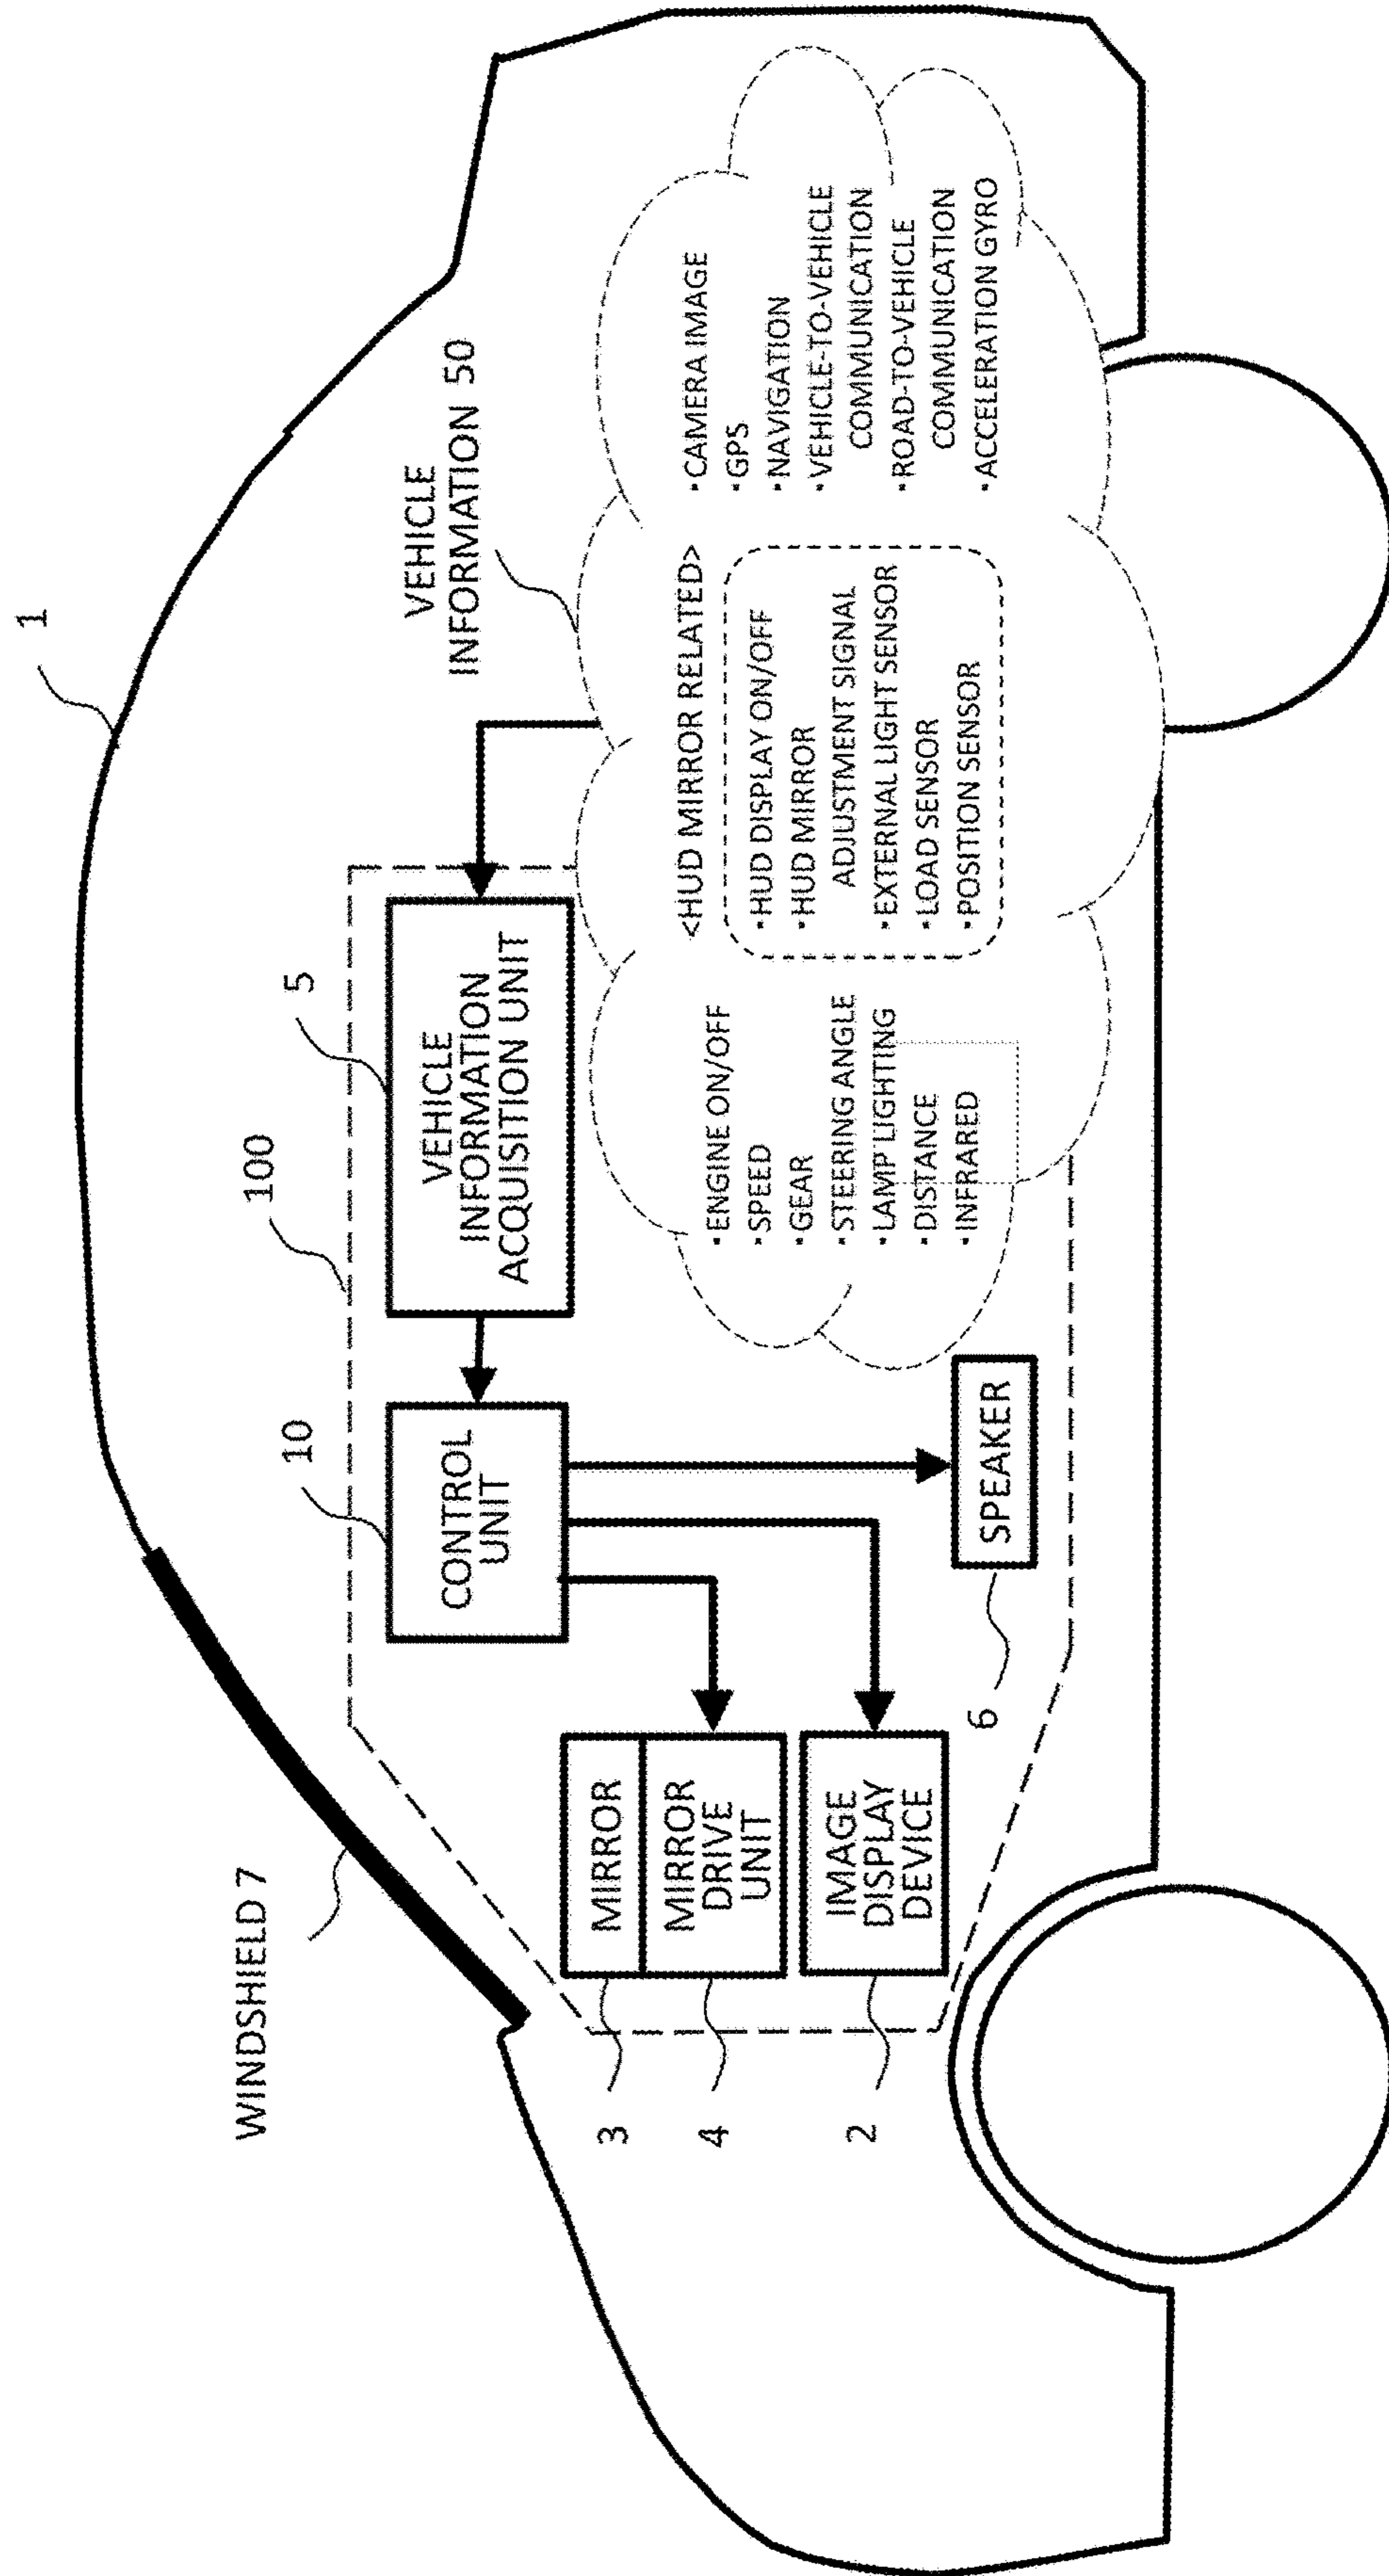 1
WINDSHIELD 7
100
10
5
VEHICLE
INFORMATION 50
CONTROL
UNIT
VEHICLE
INFORMATION
ACQUISITION UNIT
MIRROR
MIRROR
DRIVE
UNIT
IMAGE
DISPLAY
DEVICE
3
4
2
SPEAKER
6
・ENGINE ON/OFF
・SPEED
・GEAR
・STEERING ANGLE
・LAMP LIGHTING
・DISTANCE
・INFRARED
<HUD MIRROR RELATED>
・HUD DISPLAY ON/OFF
・HUD MIRROR
ADJUSTMENT SIGNAL
・EXTERNAL LIGHT SENSOR
・LOAD SENSOR
・POSITION SENSOR
・CAMERA IMAGE
・GPS
・NAVIGATION
・VEHICLE-TO-VEHICLE
COMMUNICATION
・ROAD-TO-VEHICLE
COMMUNICATION
・ACCELERATION GYRO